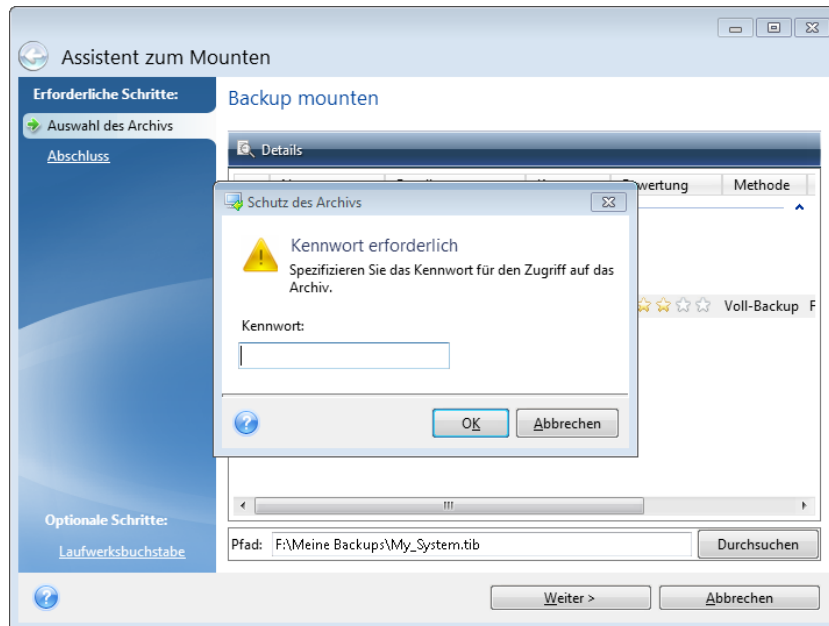 Assistent zum Mounten
Erforderliche Schritte:
Auswahl des Archivs
Abschluss
Backup mounten
Details
Methode
Schutz des Archivs
Kennwort erforderlich
Spezifizieren Sie das Kennwort für den Zugriff auf das
Archiv.
Kennwort:
OK
Abbrechen
Voll-Backup F
Optionale Schritte:
Laufwerksbuchstabe
Pfad: F:\Meine Backups\My_System.tib
Durchsuchen
Weiter >
Abbrechen